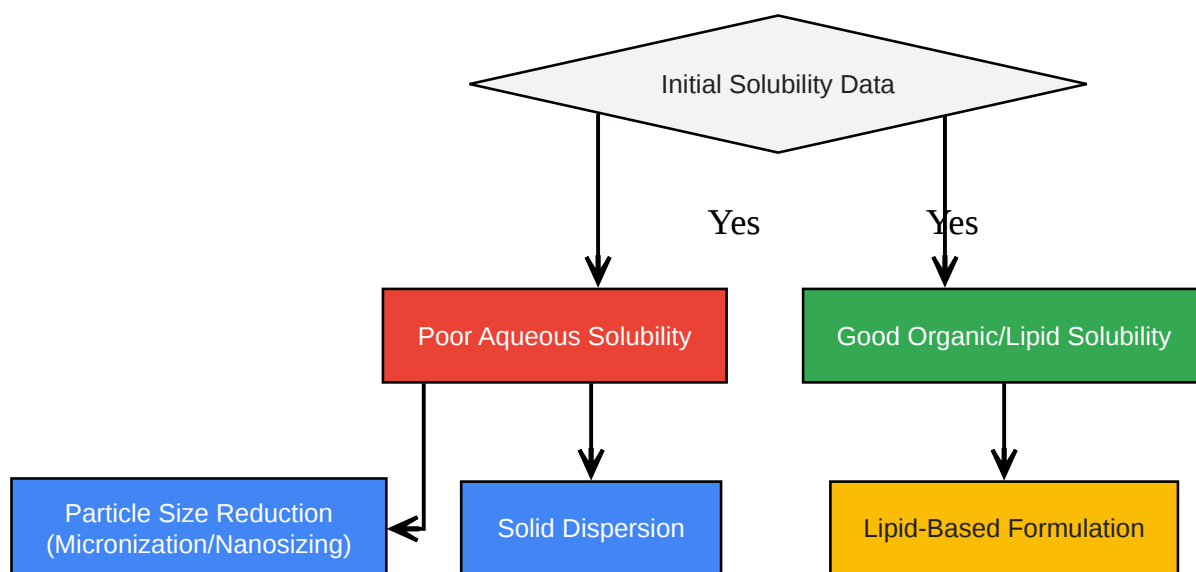 Initial Solubility Data
Yes
Yes
Poor Aqueous Solubility
Good Organic/Lipid Solubility
Particle Size Reduction
(Micronization/Nanosizing)
Solid Dispersion
Lipid-Based Formulation